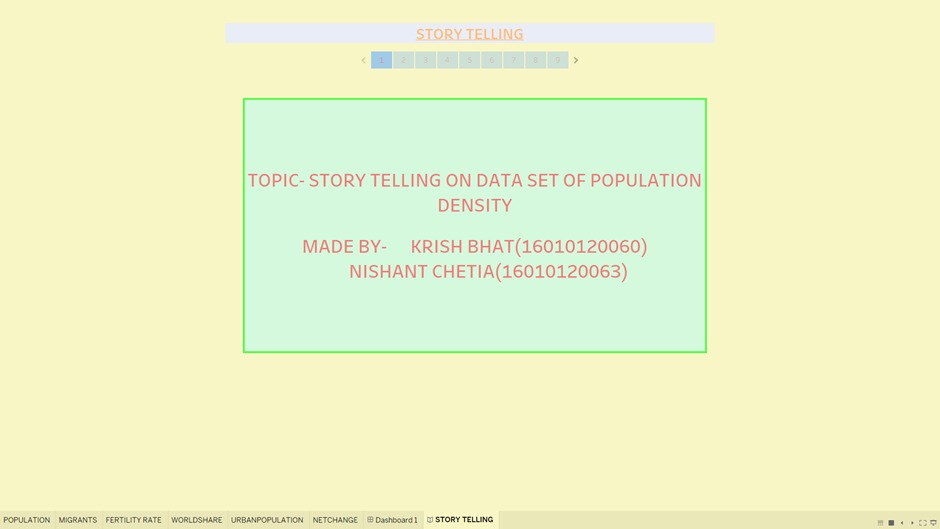 STORY TELLING
1 2 3 4 5 6 7 8 9
TOPIC- STORY TELLING ON DATA SET OF POPULATION
DENSITY
MADE BY- KRISH BHAT(16010120060)
NISHANT CHETIA(16010120063)
POPULATION MIGRANTS FERTILITY RATE WORLDSHARE URBANPOPULATION NETCHANGE Dashboard 1 STORY TELLING